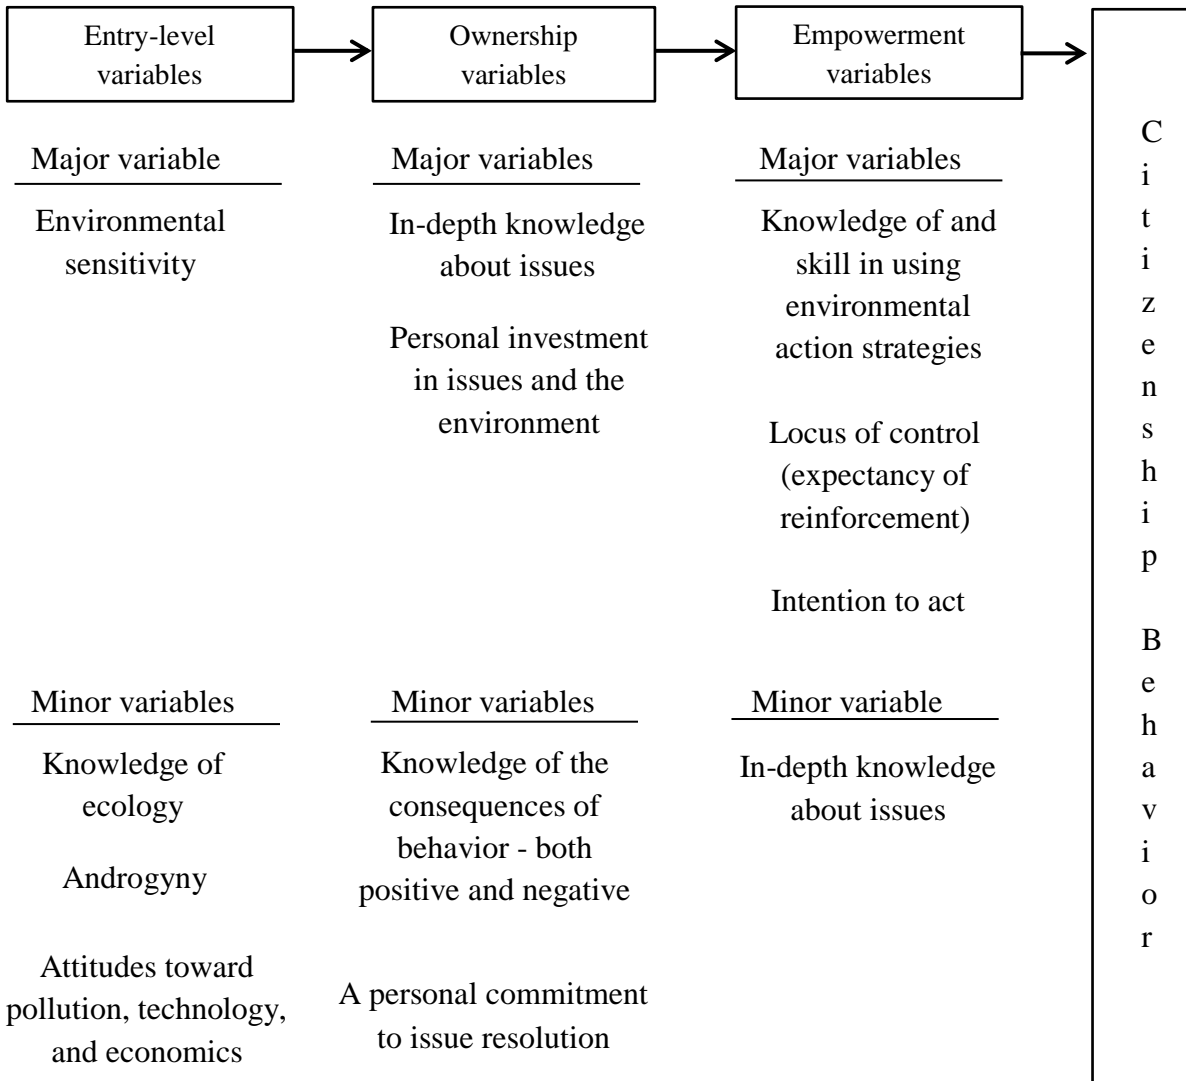 Entry-level
variables
Ownership
variables
Empowerment
variables
Major variable
Environmental
sensitivity
Major variables
In-depth knowledge
about issues
Personal investment
in issues and the
environment
Major variables
Knowledge of and
skill in using
environmental
action strategies
Locus of control
(expectancy of
reinforcement)
Intention to act
Minor variables
Knowledge of
ecology
Androgyny
Attitudes toward
pollution, technology,
and economics
Minor variables
Knowledge of the
consequences of
behavior - both
positive and negative
A personal commitment
to issue resolution
Minor variable
In-depth knowledge
about issues
Citizenship Behavior